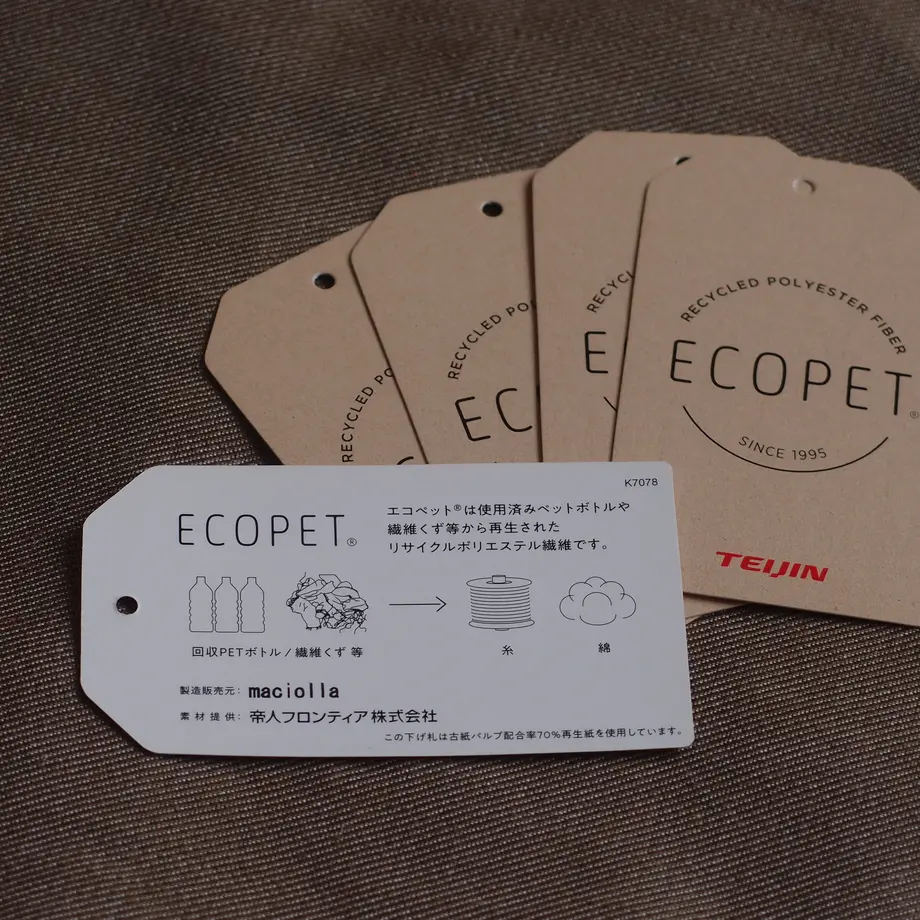 RECYCLED PO
RECYCLED PO
EC
RECYCL
E
RECYCLED POLYESTER FIBER
ECOPET®
SINCE 1995
TEIJIN
K7078
ECOPET®
エコペット®は使用済みペットボトルや
繊維くず等から再生された
リサイクルポリエステル繊維です。
回収PETボトル / 繊維くず 等
糸
綿
製造販売元: maciolla
素材提供: 帝人フロンティア株式会社
この下げ札は古紙パルプ配合率70%再生紙を使用しています。